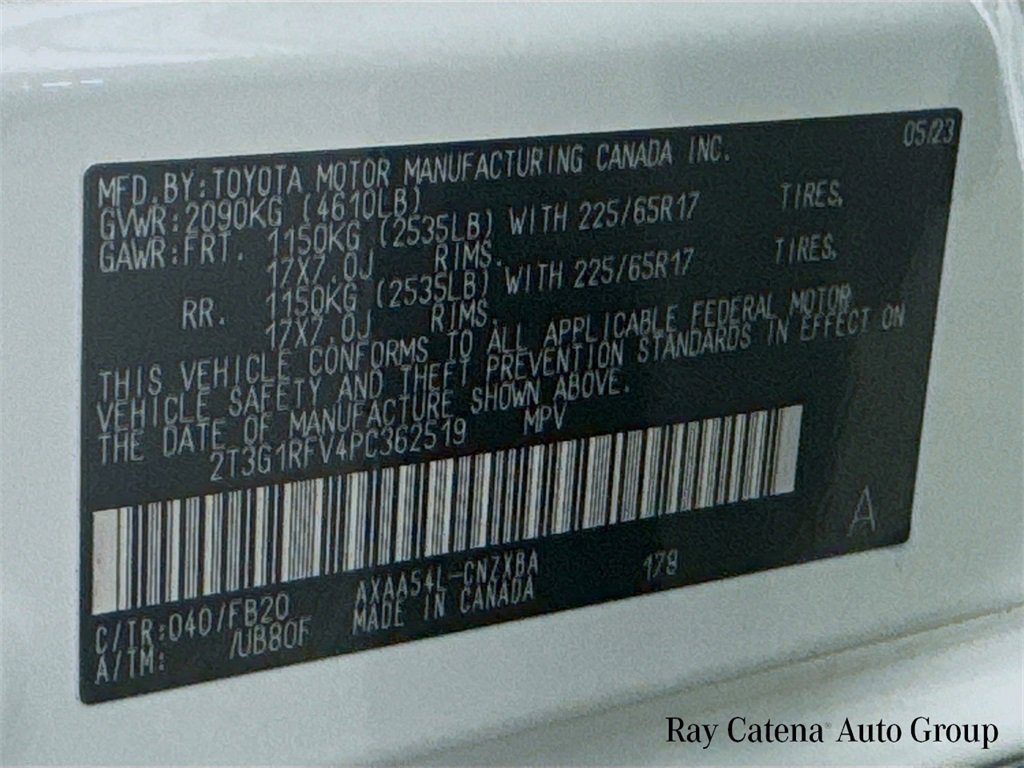 05/23
MFD.BY:TOYOTA MOTOR MANUFACTURING CANADA INC.
GVWR:2090KG (4610LB)
GAWR:FRT. 1150KG (2535LB) WITH 225/65R17 TIRES,
17X7.0J RIMS.
RR. 1150KG (2535LB) WITH 225/65R17 TIRES,
17X7.0J RIMS.
THIS VEHICLE CONFORMS TO ALL APPLICABLE FEDERAL MOTOR
VEHICLE SAFETY AND THEFT PREVENTION STANDARDS IN EFFECT ON
THE DATE OF MANUFACTURE SHOWN ABOVE.
2T3G1RFV4PC362519 MPV
A
C/TR:040/FB20 AXAA54L-CNZXBA 178
A/TM: /UB80F MADE IN CANADA
Ray Catena Auto Group